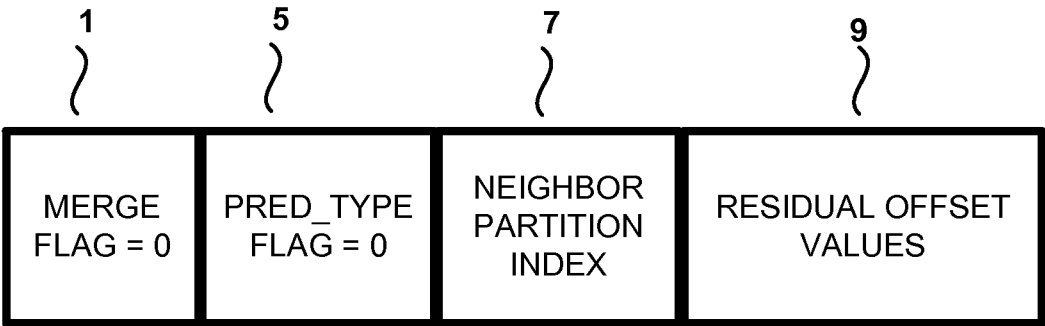 1 5 7 9
MERGE FLAG = 0
PRED_TYPE FLAG = 0
NEIGHBOR PARTITION INDEX
RESIDUAL OFFSET VALUES